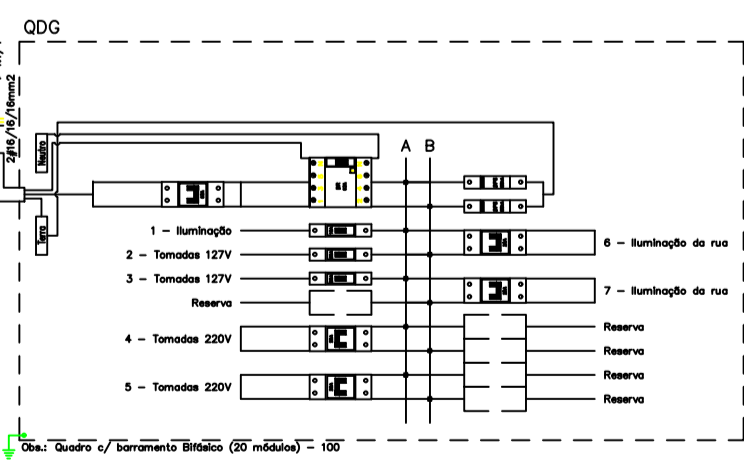 QDG
2#16/16/16mm2
Neutro
Terra
A B
1 - Iluminação
2 - Tomadas 127V
3 - Tomadas 127V
Reserva
4 - Tomadas 220V
5 - Tomadas 220V
6 - Iluminação da rua
7 - Iluminação da rua
Reserva
Reserva
Reserva
Reserva
Obs.: Quadro c/ barramento Bifásico (20 módulos) - 100